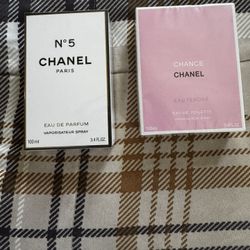 N°5
CHANEL
PARIS
EAU DE PARFUM
VAPORISATEUR SPRAY
100 ml 3.4 FL. OZ.
CHANCE
CHANEL
EAU TENDRE
EAU DE TOILETTE